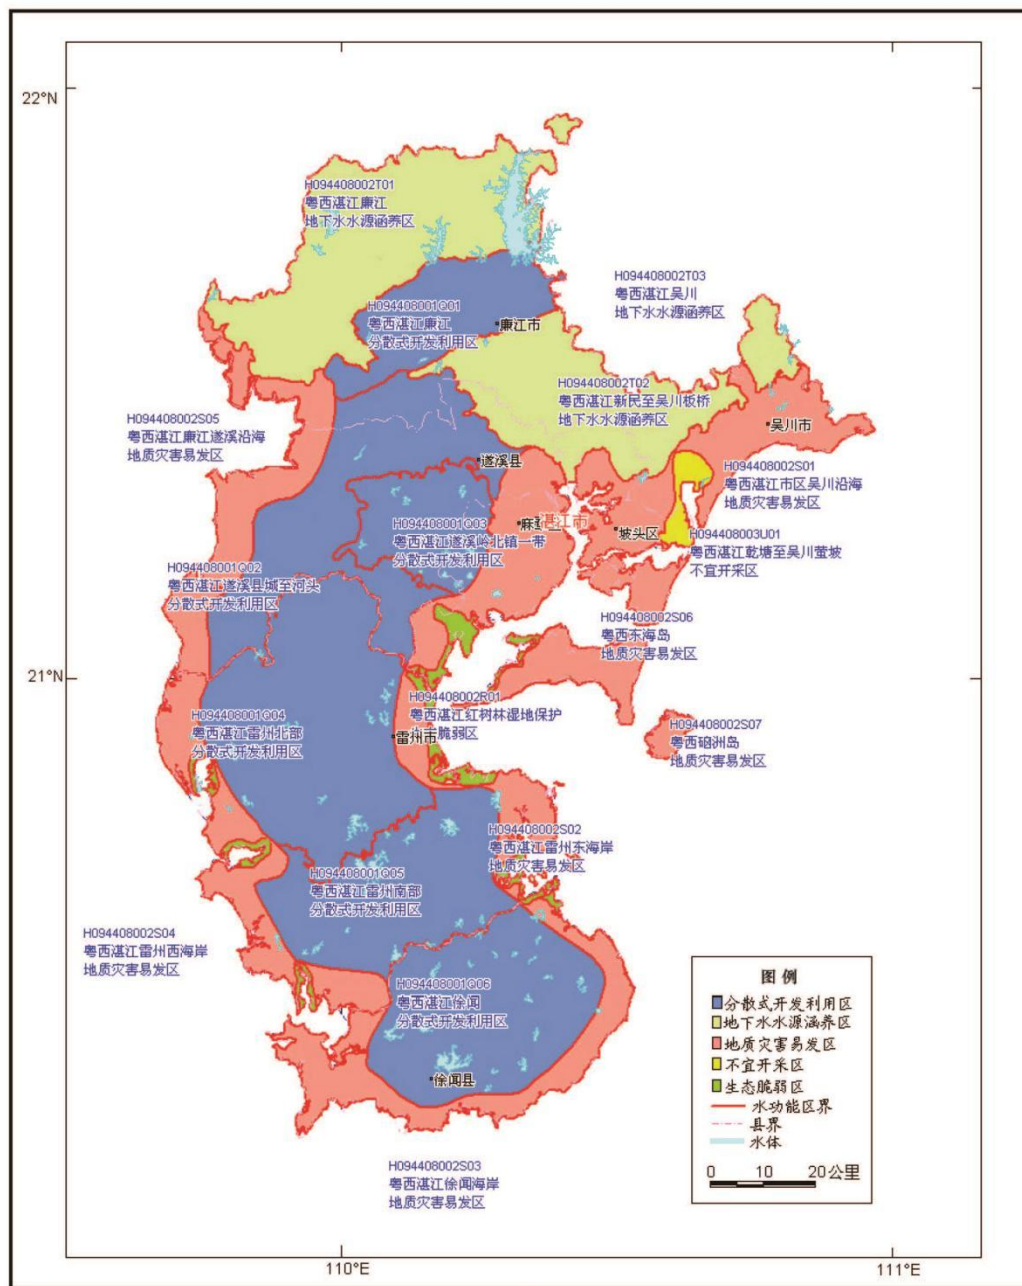 22°N
H094408002T01
粤西湛江廉江
地下水水源涵养区
H094408002T03
粤西湛江吴川
地下水水源涵养区
H094408001Q01
粤西湛江廉江
分散式开发利用区
廉江市
H094408002T02
粤西湛江新民至吴川板桥
地下水水源涵养区
H094408002S05
粤西湛江廉江遂溪沿海
地质灾害易发区
吴川市
遂溪县
H094408002S01
粤西湛江市区吴川沿海
地质灾害易发区
H094408001Q03
粤西湛江遂溪岭北镇一带
分散式开发利用区
湛江市
坡头区
H094408003U01
粤西湛江乾塘至吴川萱坡
不宜开采区
H094408001Q02
粤西湛江遂溪县城至河头
分散式开发利用区
H094408002S06
粤西东海岛
地质灾害易发区
21°N
H094408002R01
粤西湛江红树林湿地保护
脆弱区
H094408001Q04
粤西湛江雷州北部
分散式开发利用区
雷州市
H094408002S07
粤西硇洲岛
地质灾害易发区
H094408002S02
粤西湛江雷州东海岸
地质灾害易发区
H094408001Q05
粤西湛江雷州南部
分散式开发利用区
H094408002S04
粤西湛江雷州西海岸
地质灾害易发区
H094408001Q06
粤西湛江徐闻
分散式开发利用区
徐闻县
H094408002S03
粤西湛江徐闻海岸
地质灾害易发区
图例
分散式开发利用区
地下水水源涵养区
地质灾害易发区
不宜开采区
生态脆弱区
水功能区界
县界
水体
0 10 20公里
110°E
111°E